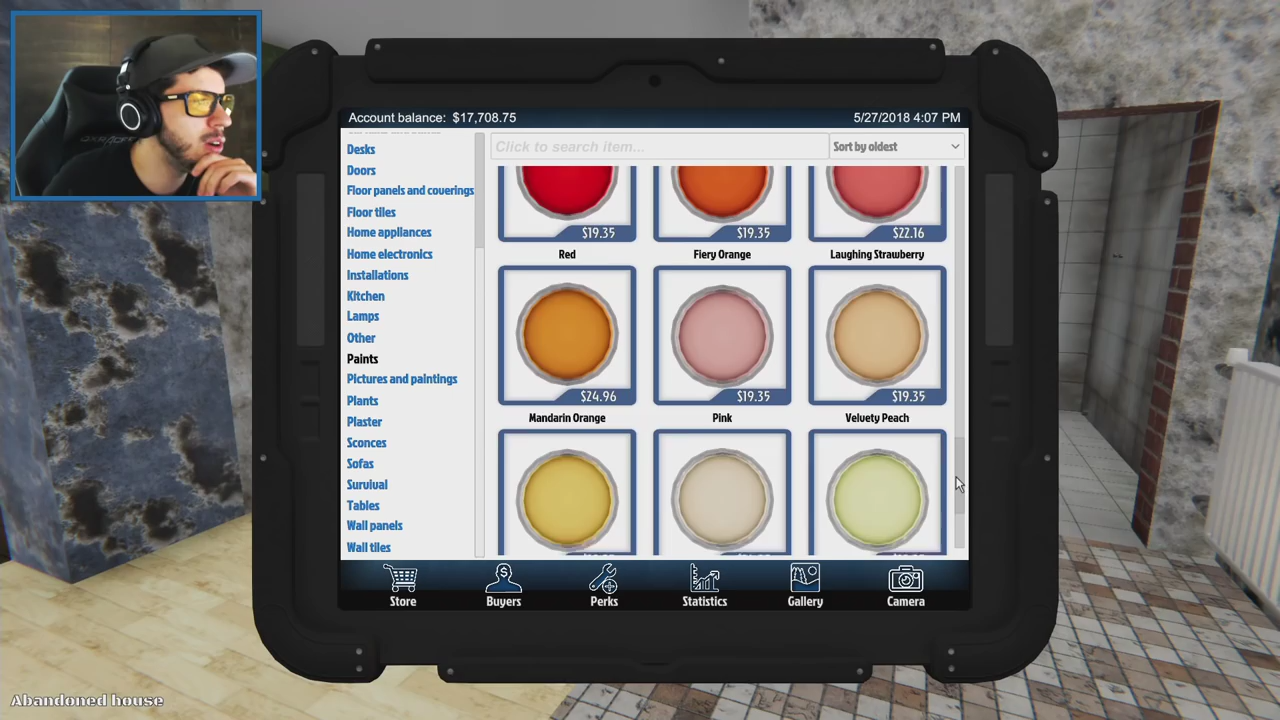 Account balance: $17,708.75
5/27/2018 4:07 PM
Click to search item...
Sort by oldest
Desks
Doors
Floor panels and coverings
Floor tiles
Home appliances
Home electronics
Installations
Kitchen
Lamps
Other
Paints
Pictures and paintings
Plants
Plaster
Sconces
Sofas
Survival
Tables
Wall panels
Wall tiles
$19.35 $19.35 $22.16
Red Fiery Orange Laughing Strawberry
$24.96 $19.35 $19.35
Mandarin Orange Pink Velvety Peach
Store Buyers Perks Statistics Gallery Camera
Abandoned house